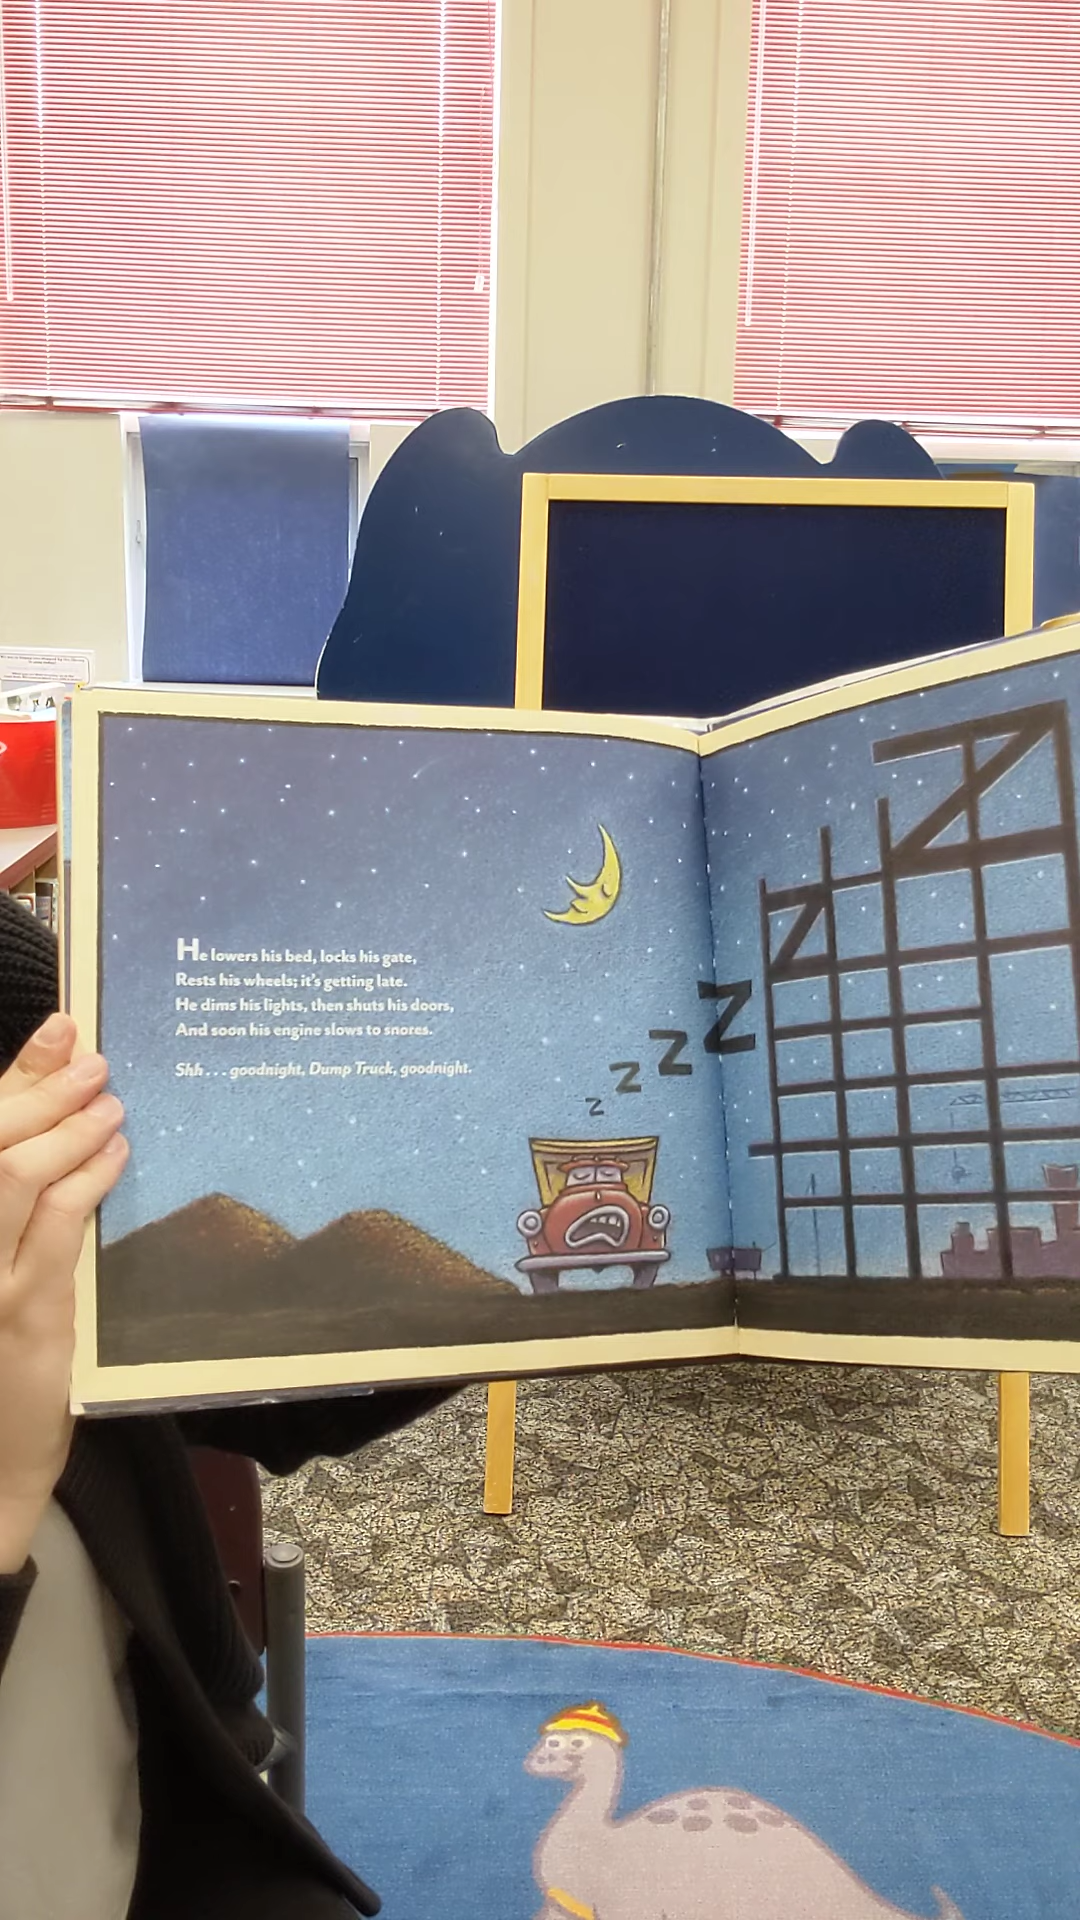 He lowers his bed, locks his gate,
Rests his wheels; it's getting late.
He dims his lights, then shuts his doors,
And soon his engine slows to snores.
Shh . . . goodnight, Dump Truck, goodnight.
z z z z